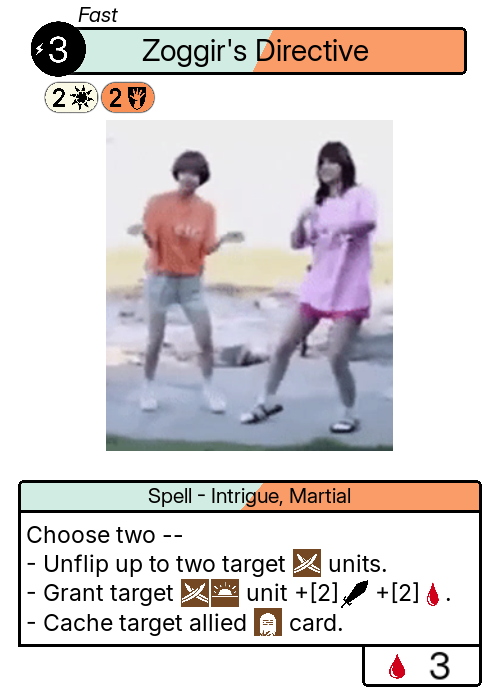 Fast
3
Zoggir's Directive
2 2
Spell - Intrigue, Martial
Choose two --
- Unflip up to two target units.
- Grant target unit +[2] +[2] .
- Cache target allied card.
3